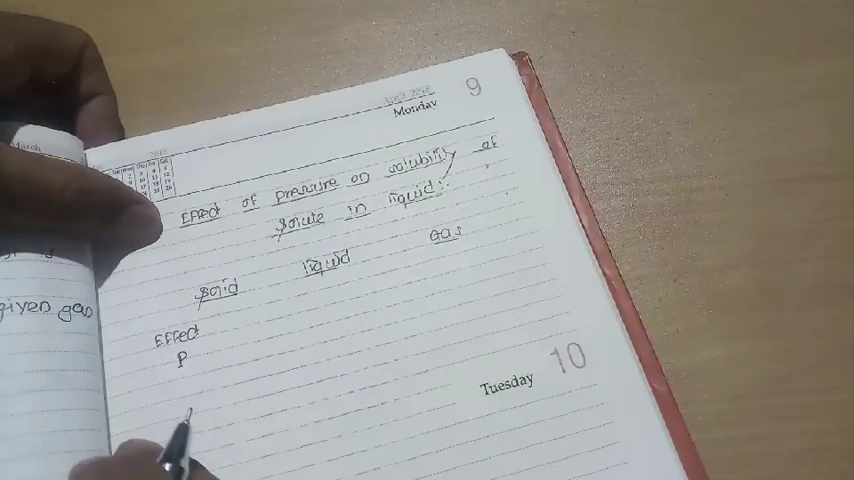 Monday
9
Effect of pressure on solubility of
solute in liquid:-
solid liquid Gas
Effect
P
Tuesday 10
March
given gas